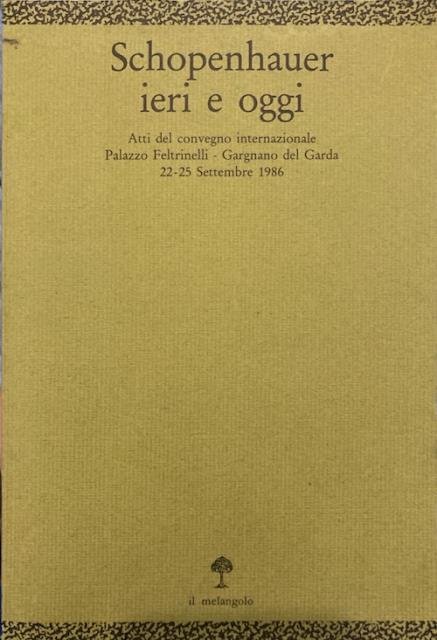 Schopenhauer
ieri e oggi
Atti del convegno internazionale
Palazzo Feltrinelli - Gargnano del Garda
22-25 Settembre 1986
il melangolo